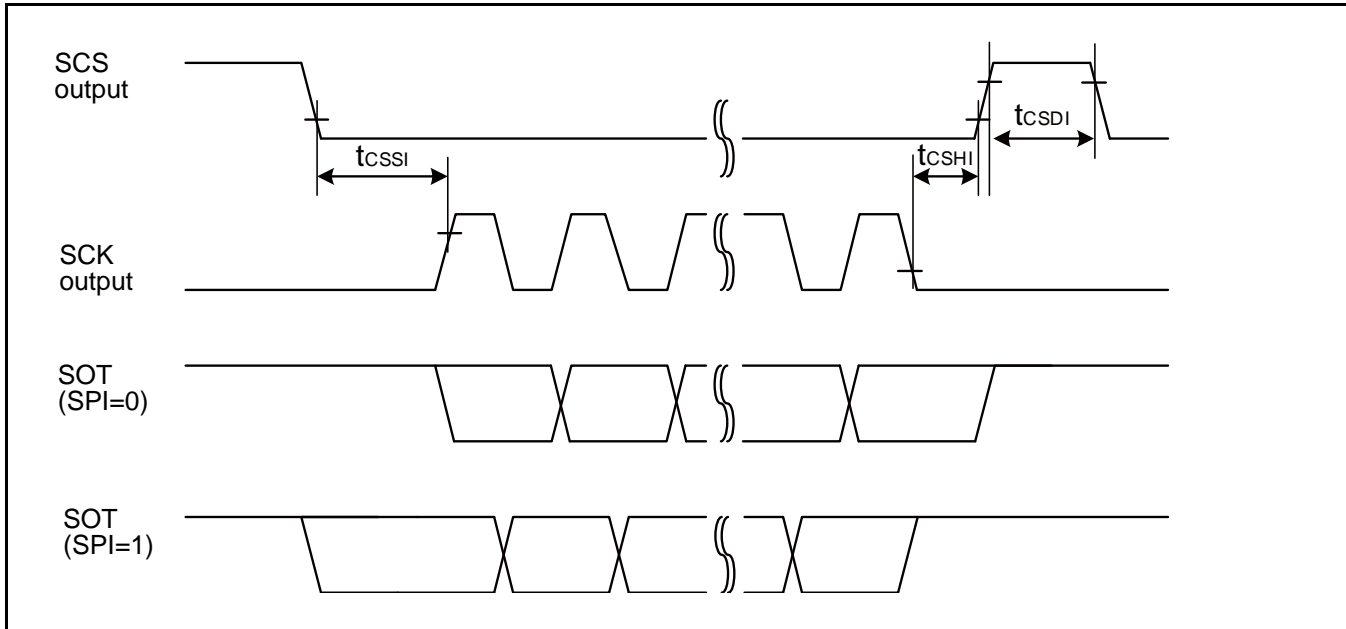 SCS
output
tCSSI
tCSHI
tCSDI
SCK
output
SOT
(SPI=0)
SOT
(SPI=1)